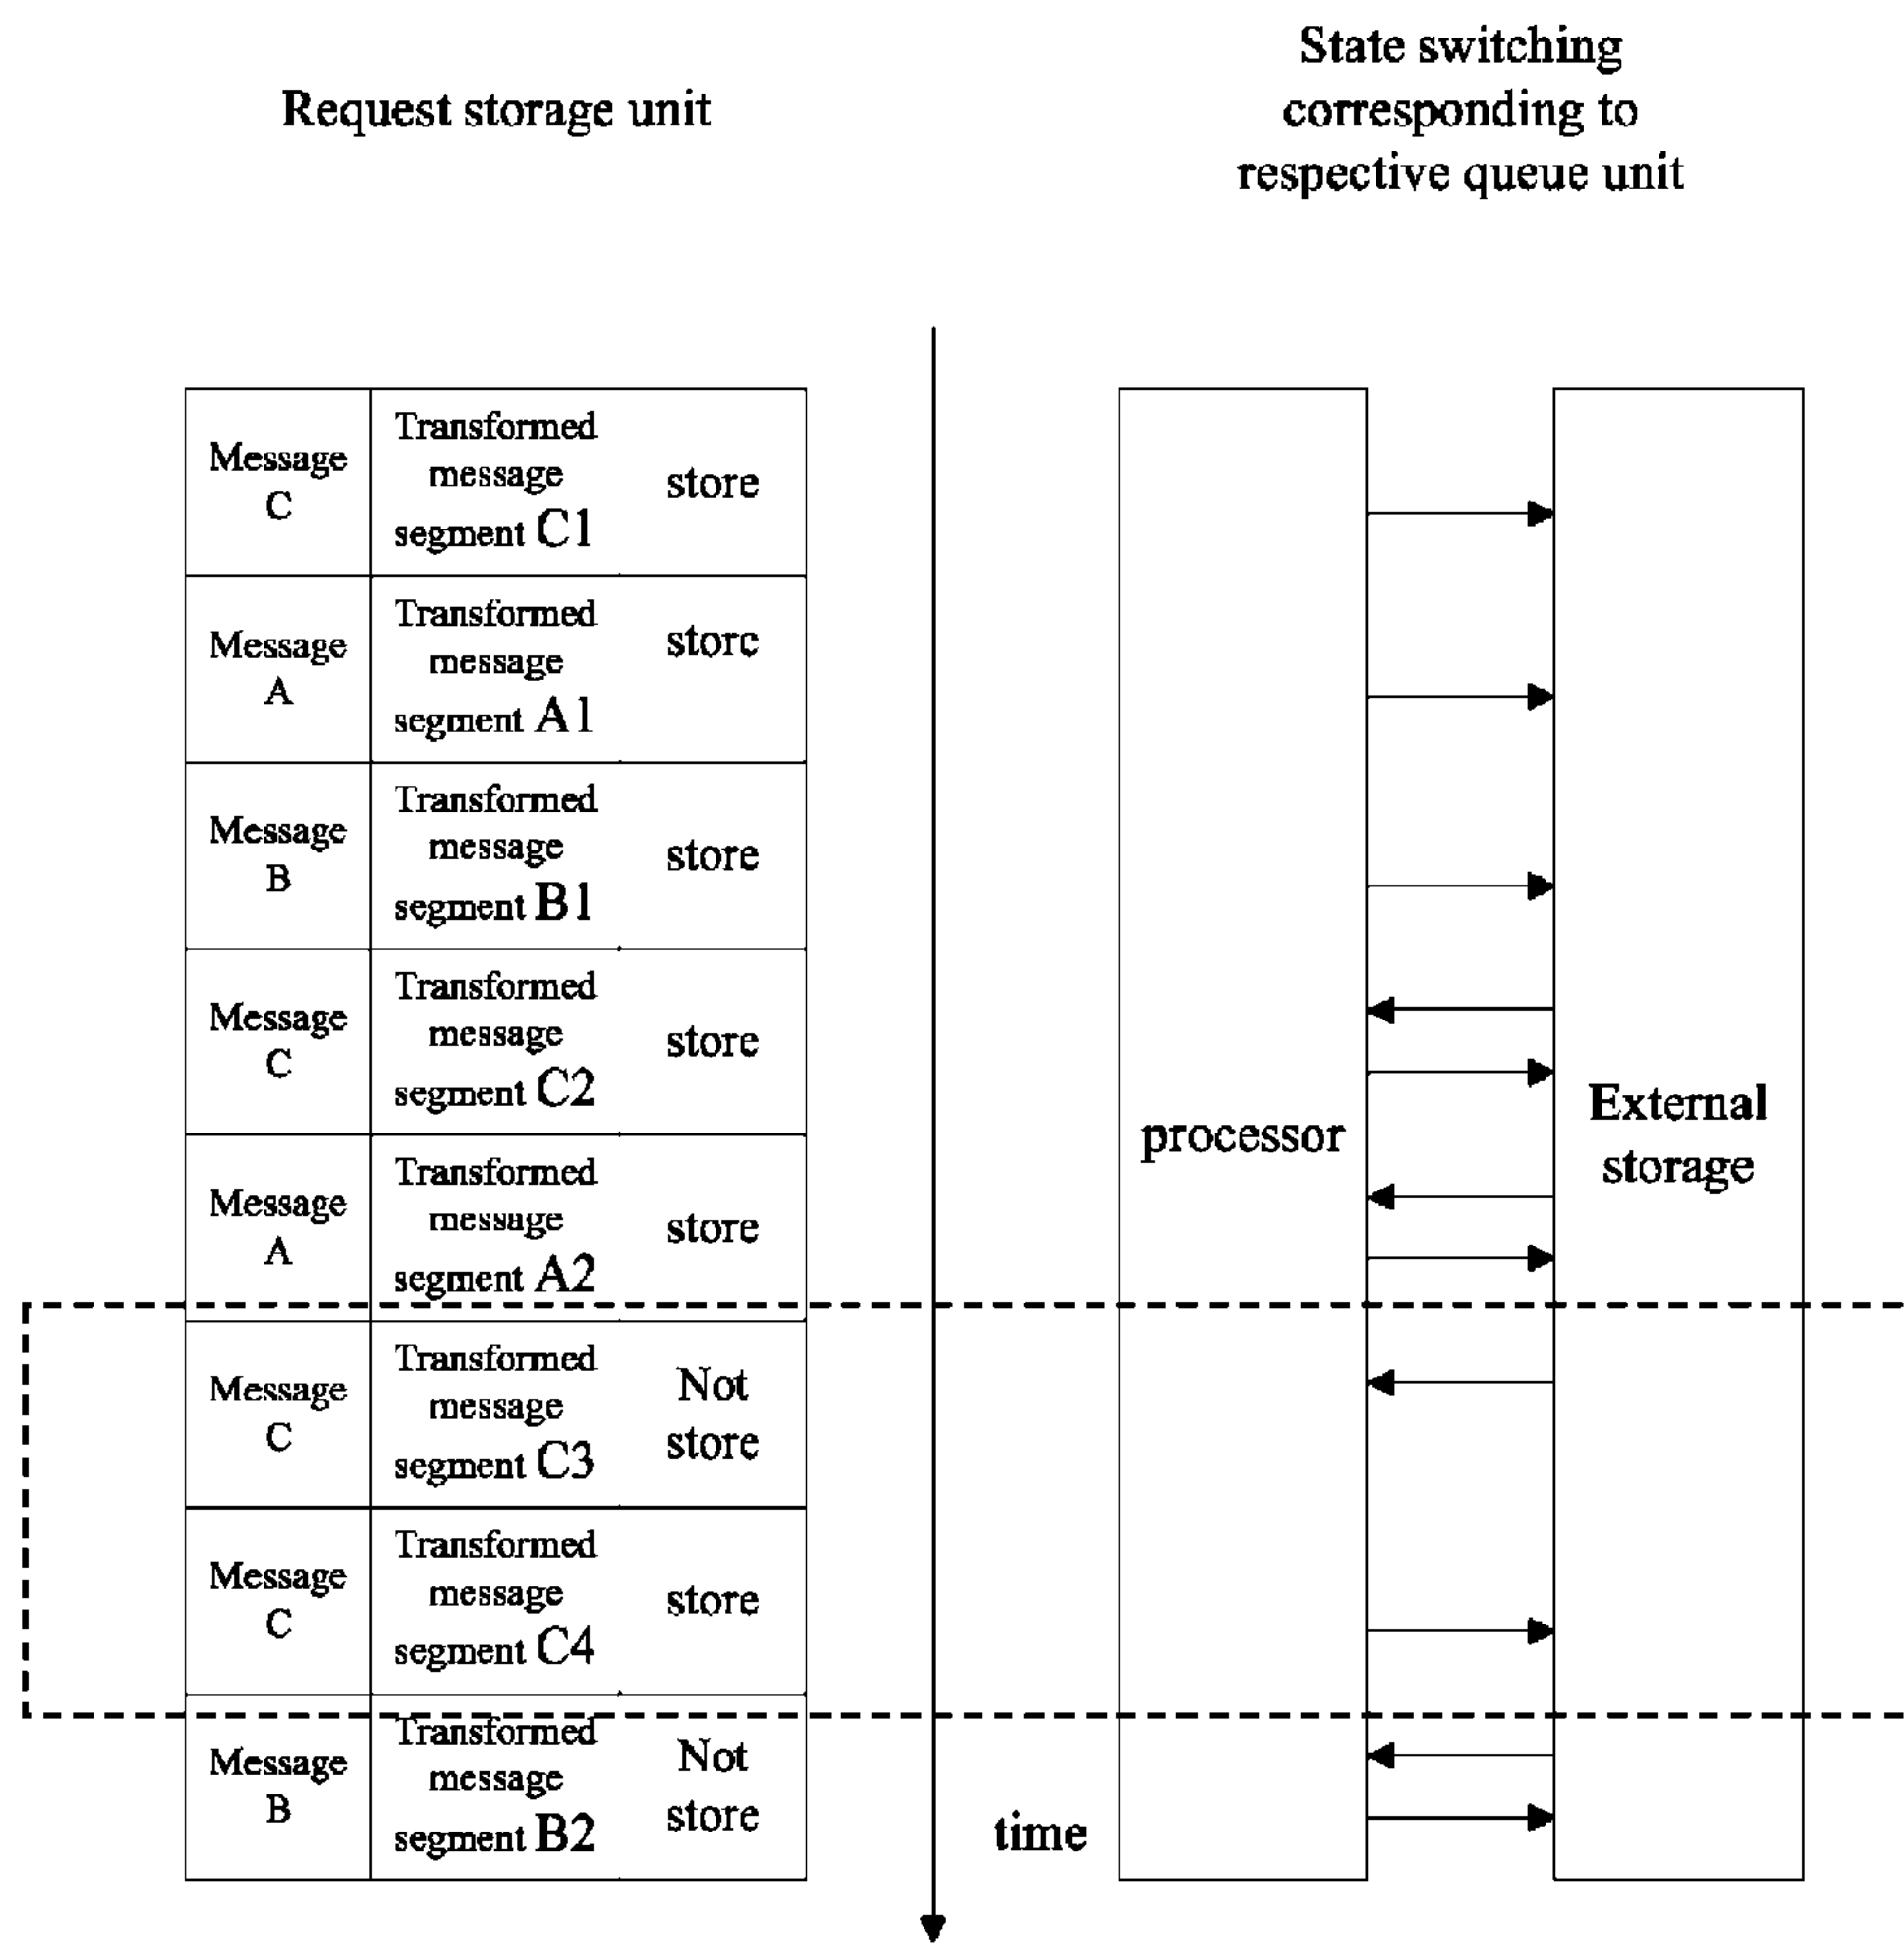 Request storage unit
State switching
corresponding to
respective queue unit
Message
C
Transformed
message
segment C1
store
Message
A
Transformed
message
segment A1
store
Message
B
Transformed
message
segment B1
store
Message
C
Transformed
message
segment C2
store
Message
A
Transformed
message
segment A2
store
Message
C
Transformed
message
segment C3
Not
store
Message
C
Transformed
message
segment C4
store
Message
B
Transformed
message
segment B2
Not
store
time
processor
External
storage